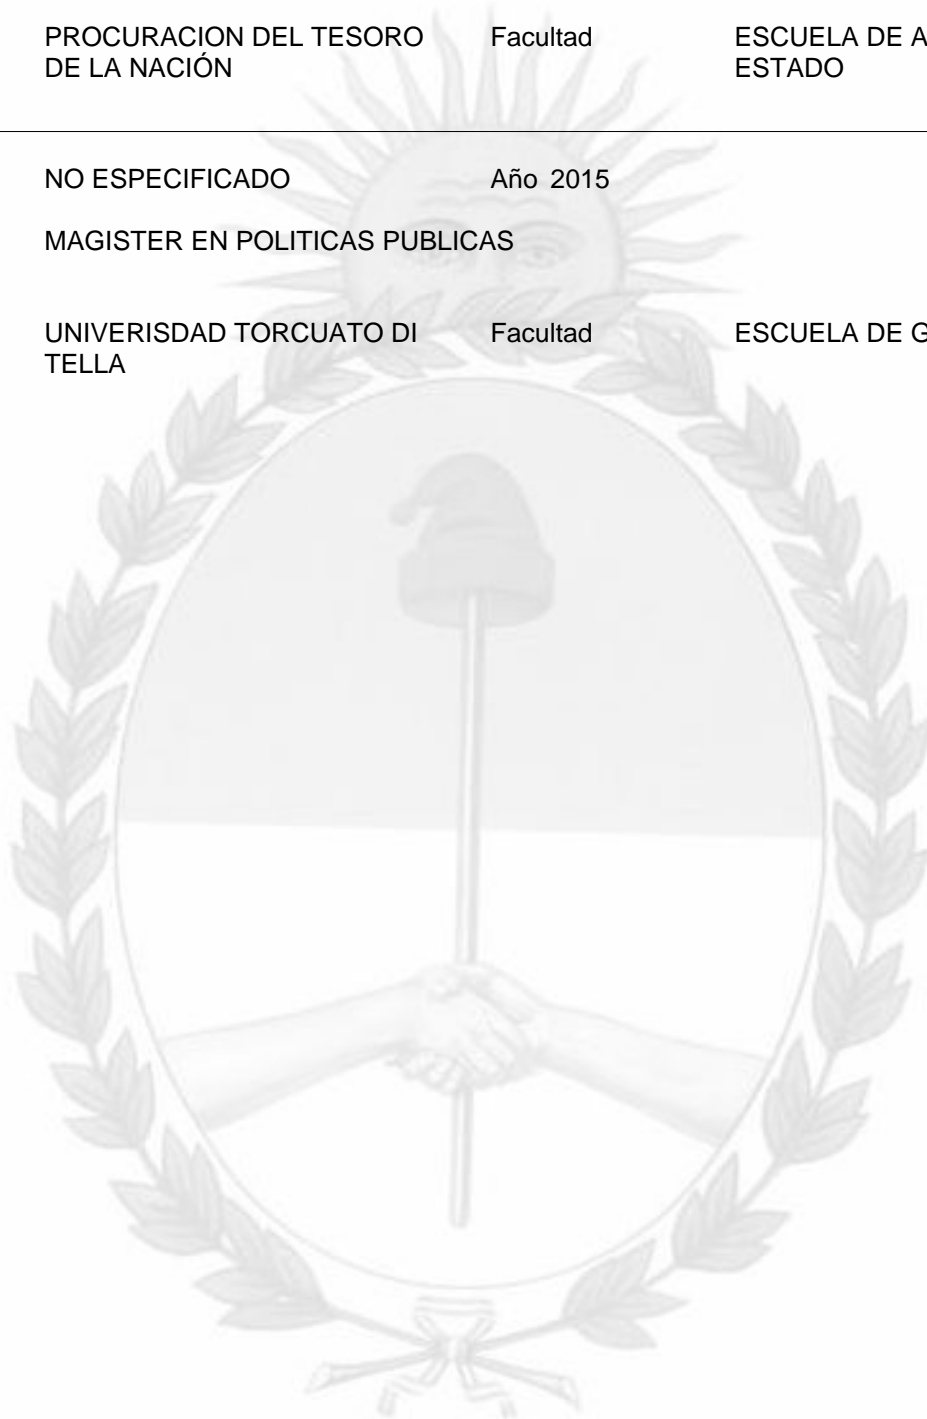 PROCURACION DEL TESORO Facultad ESCUELA DE A
DE LA NACIÓN ESTADO
NO ESPECIFICADO Año 2015
MAGISTER EN POLITICAS PUBLICAS
UNIVERISDAD TORCUATO DI Facultad ESCUELA DE G
TELLA